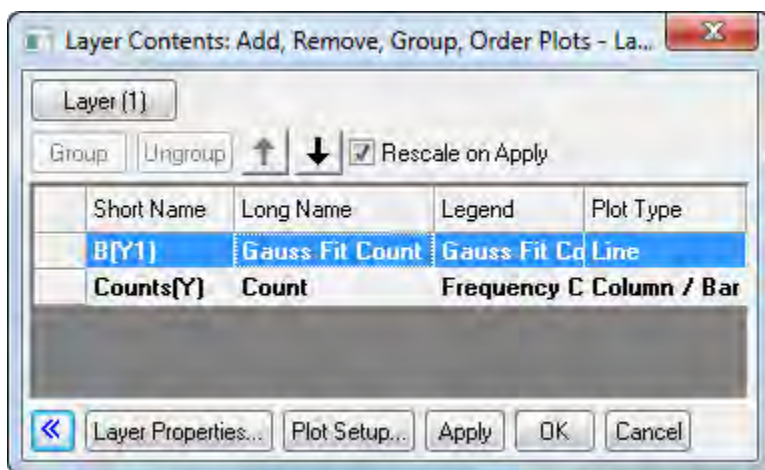 Layer Contents: Add, Remove, Group, Order Plots - La...
Layer (1)
Group Ungroup Rescale on Apply
Short Name Long Name Legend Plot Type
B(Y1) Gauss Fit Count Gauss Fit Co Line
Counts(Y) Count Frequency C Column / Bar
Layer Properties... Plot Setup... Apply OK Cancel